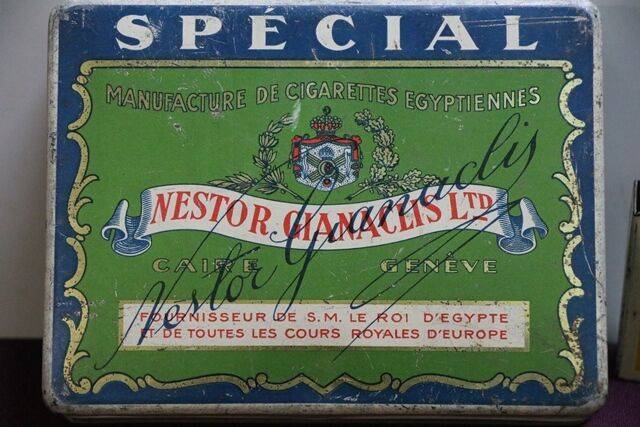 SPÉCIAL
MANUFACTURE DE CIGARETTES EGYPTIENNES
NESTOR GIANACLIS LTD
CAIRE GENÈVE
Nestor Gianaclis
FOURNISSEUR DE S.M. LE ROI D'EGYPTE
ET DE TOUTES LES COURS ROYALES D'EUROPE